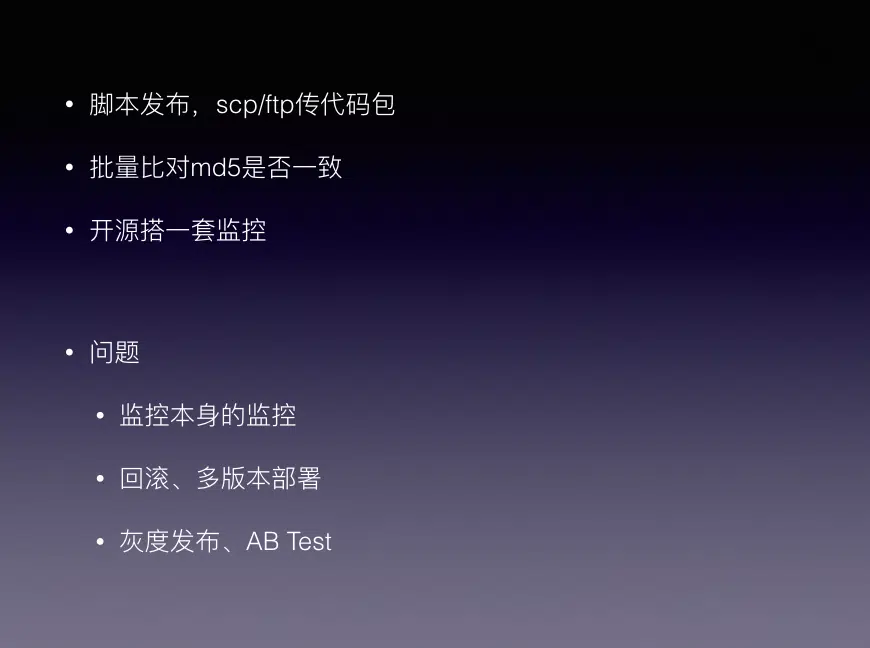 • 脚本发布，scp/ftp传代码包
• 批量比对md5是否一致
• 开源搭一套监控
• 问题
• 监控本身的监控
• 回滚、多版本部署
• 灰度发布、AB Test